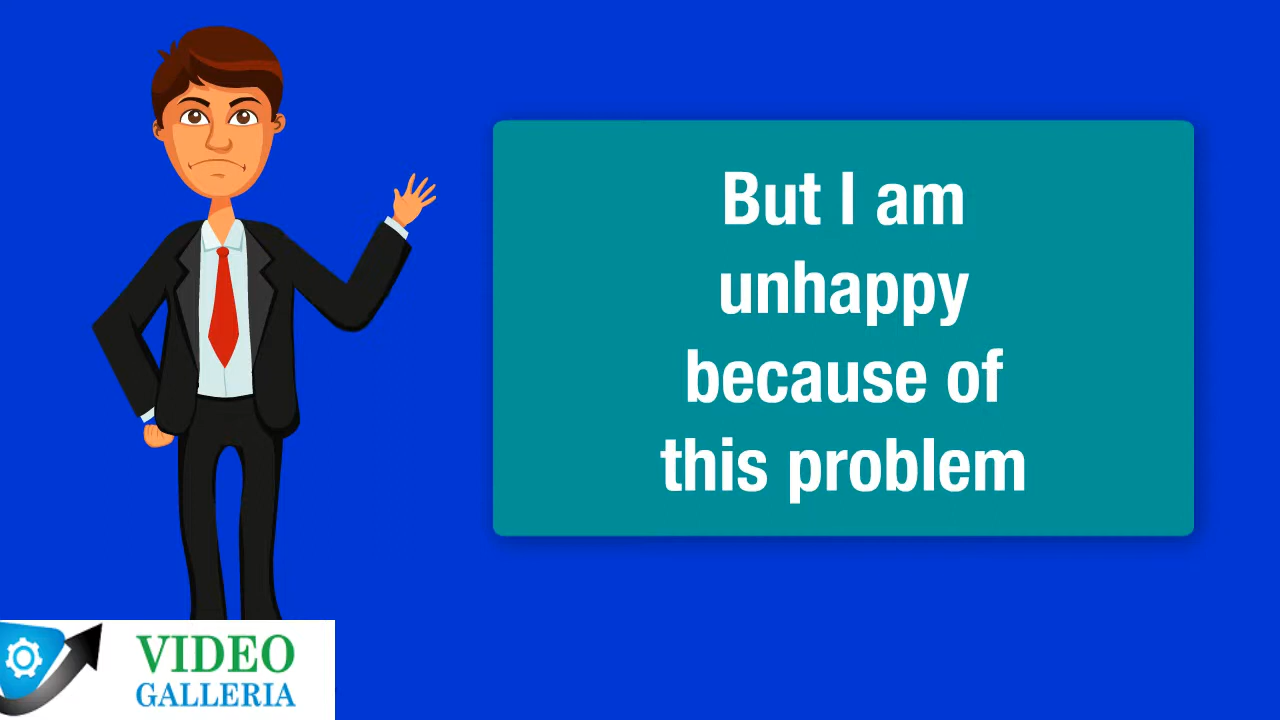 But I am
unhappy
because of
this problem
VIDEO
GALLERIA